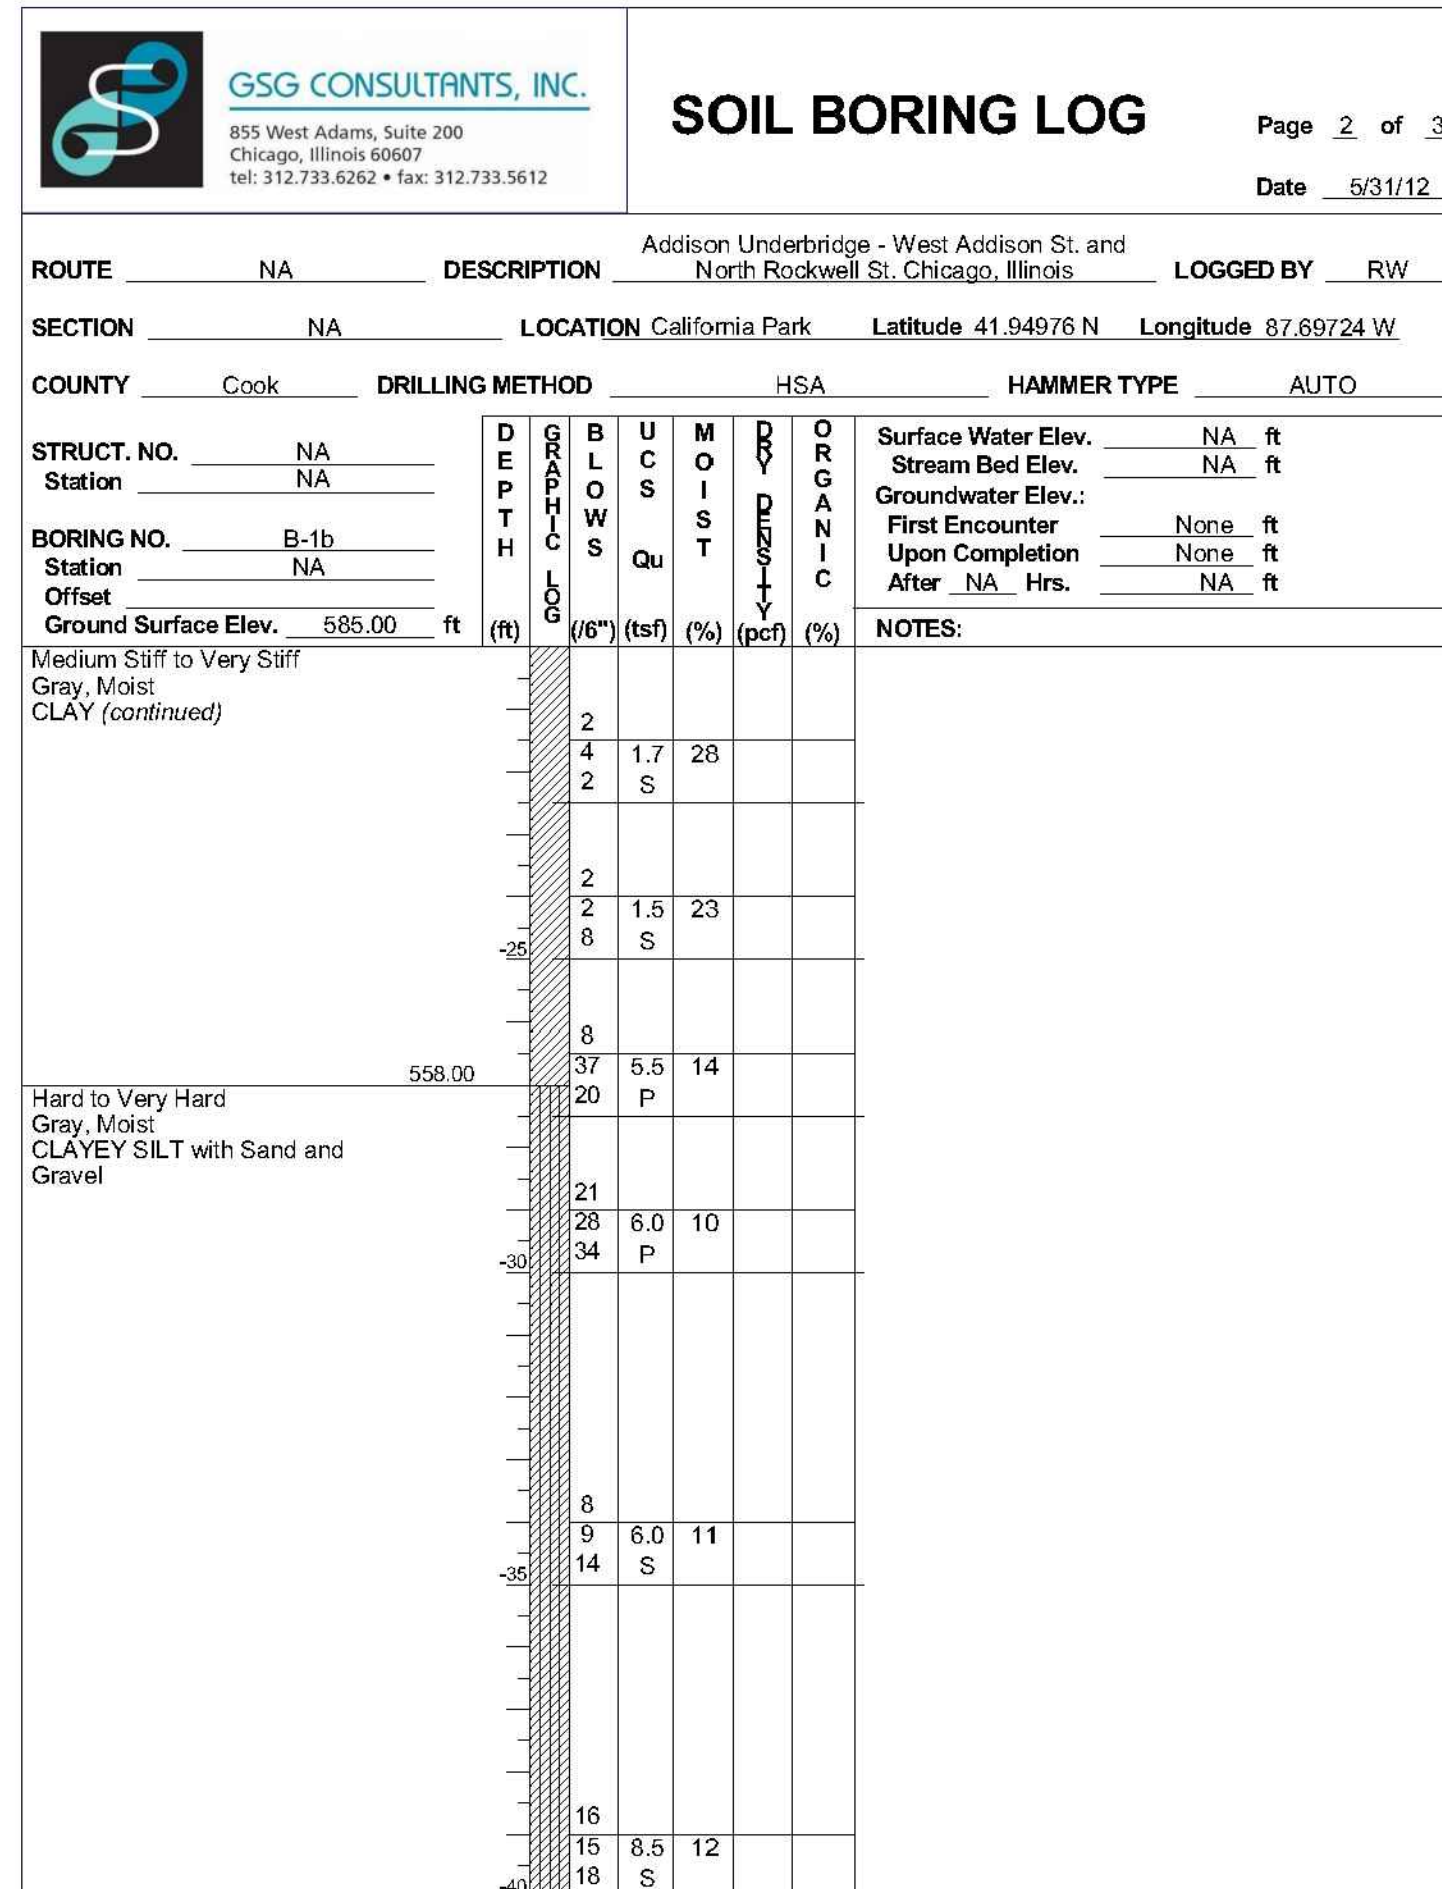 GSG CONSULTANTS, INC.
855 West Adams, Suite 200
Chicago, Illinois 60607
tel: 312.733.6262 • fax: 312.733.5612
SOIL BORING LOG
Page 2 of 3
Date 5/31/12
ROUTE NA DESCRIPTION Addison Underbridge - West Addison St. and
North Rockwell St. Chicago, Illinois LOGGED BY RW
SECTION NA LOCATION California Park Latitude 41.94976 N Longitude 87.69724 W
COUNTY Cook DRILLING METHOD HSA HAMMER TYPE AUTO
STRUCT. NO. NA
Station NA
BORING NO. B-1b
Station NA
Offset
Ground Surface Elev. 585.00 ft
DEPTH (ft)
GRAPHIC LOG
BLOWS (/6")
UCS Qu (tsf)
MOIST (%)
DRY DENSITY (pcf)
ORGANIC (%)
Surface Water Elev. NA ft
Stream Bed Elev. NA ft
Groundwater Elev.:
First Encounter None ft
Upon Completion None ft
After NA Hrs. NA ft
NOTES:
Medium Stiff to Very Stiff
Gray, Moist
CLAY (continued)
2
4 1.7 28
2 S
2
2 1.5 23
-25 8 S
8
37 5.5 14
558.00
20 P
Hard to Very Hard
Gray, Moist
CLAYEY SILT with Sand and
Gravel
21
28 6.0 10
-30 34 P
8
9 6.0 11
-35 14 S
16
15 8.5 12
-40 18 S